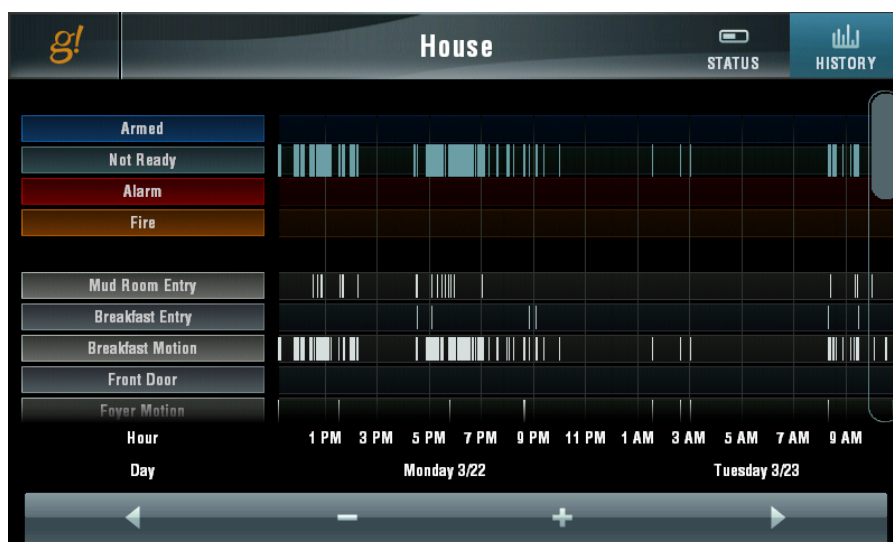 g!
House
STATUS
HISTORY
Armed
Not Ready
Alarm
Fire
Mud Room Entry
Breakfast Entry
Breakfast Motion
Front Door
Foyer Motion
Hour 1 PM 3 PM 5 PM 7 PM 9 PM 11 PM 1 AM 3 AM 5 AM 7 AM 9 AM
Day Monday 3/22 Tuesday 3/23